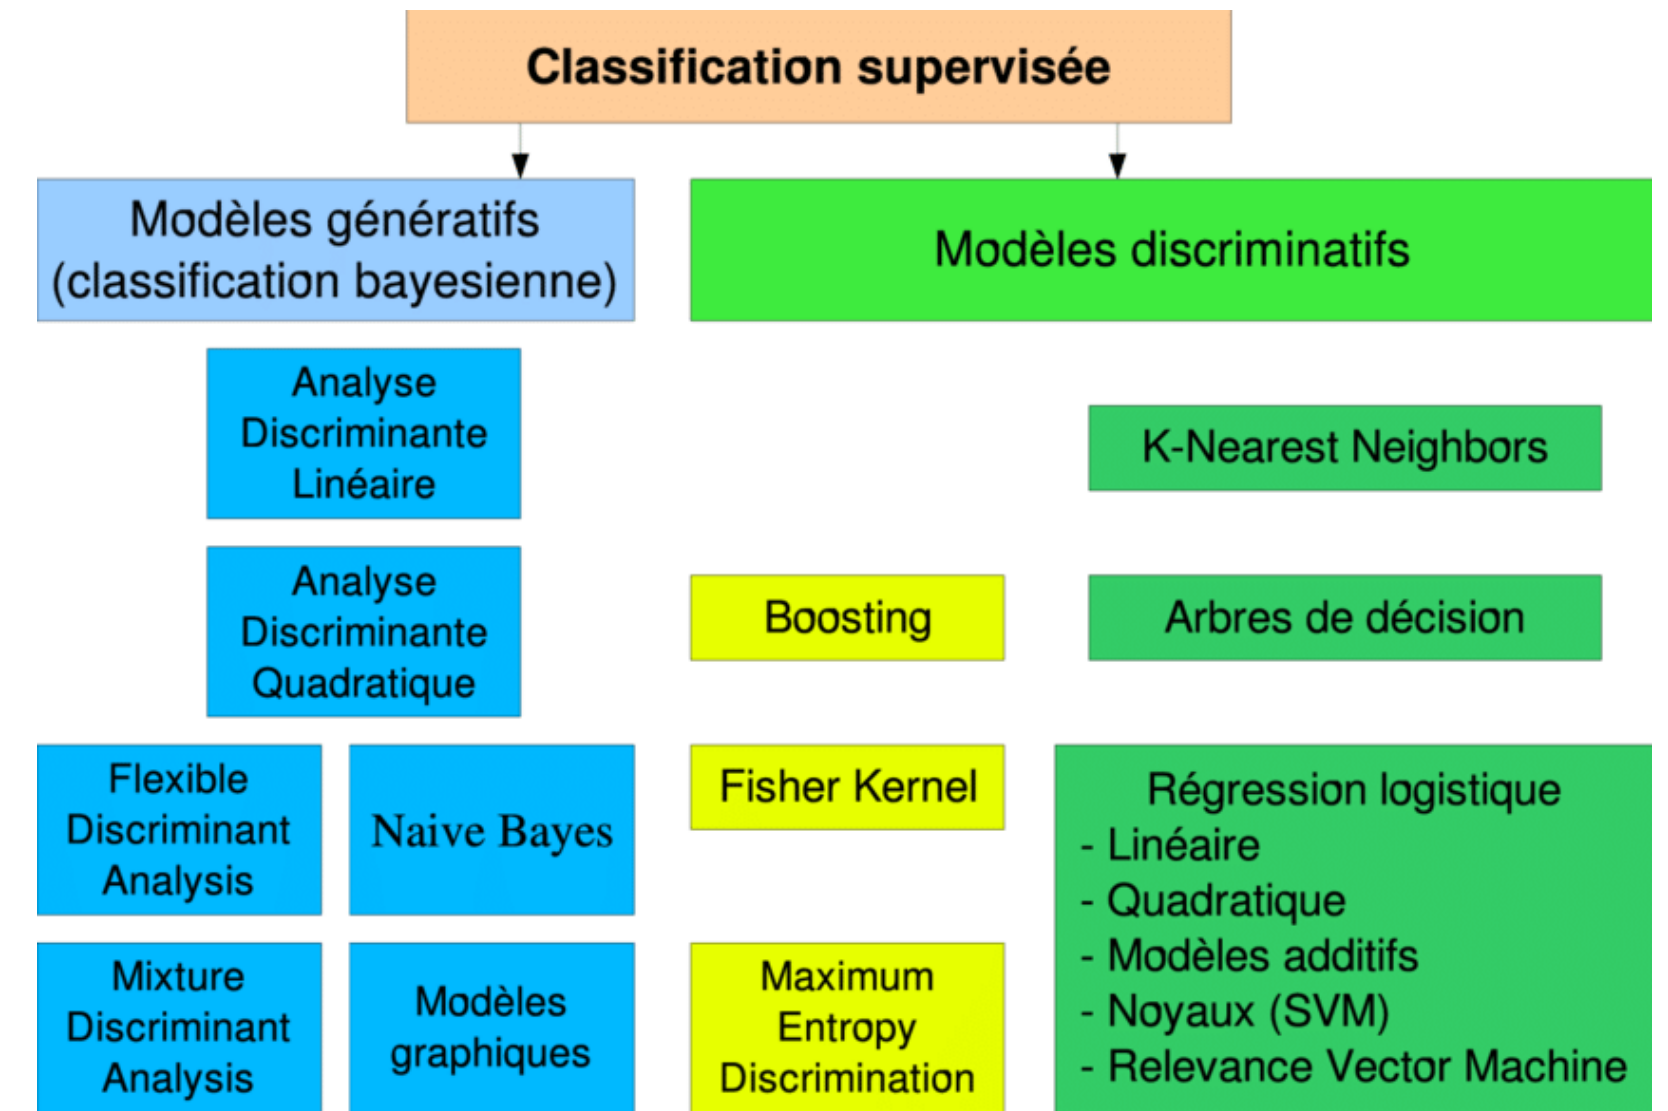 Classification supervisée
Modèles génératifs
(classification bayesienne)
Modèles discriminatifs
Analyse
Discriminante
Linéaire
K-Nearest Neighbors
Analyse
Discriminante
Quadratique
Boosting
Arbres de décision
Flexible
Discriminant
Analysis
Naive Bayes
Fisher Kernel
Régression logistique
- Linéaire
- Quadratique
- Modèles additifs
- Noyaux (SVM)
- Relevance Vector Machine
Mixture
Discriminant
Analysis
Modèles
graphiques
Maximum
Entropy
Discrimination